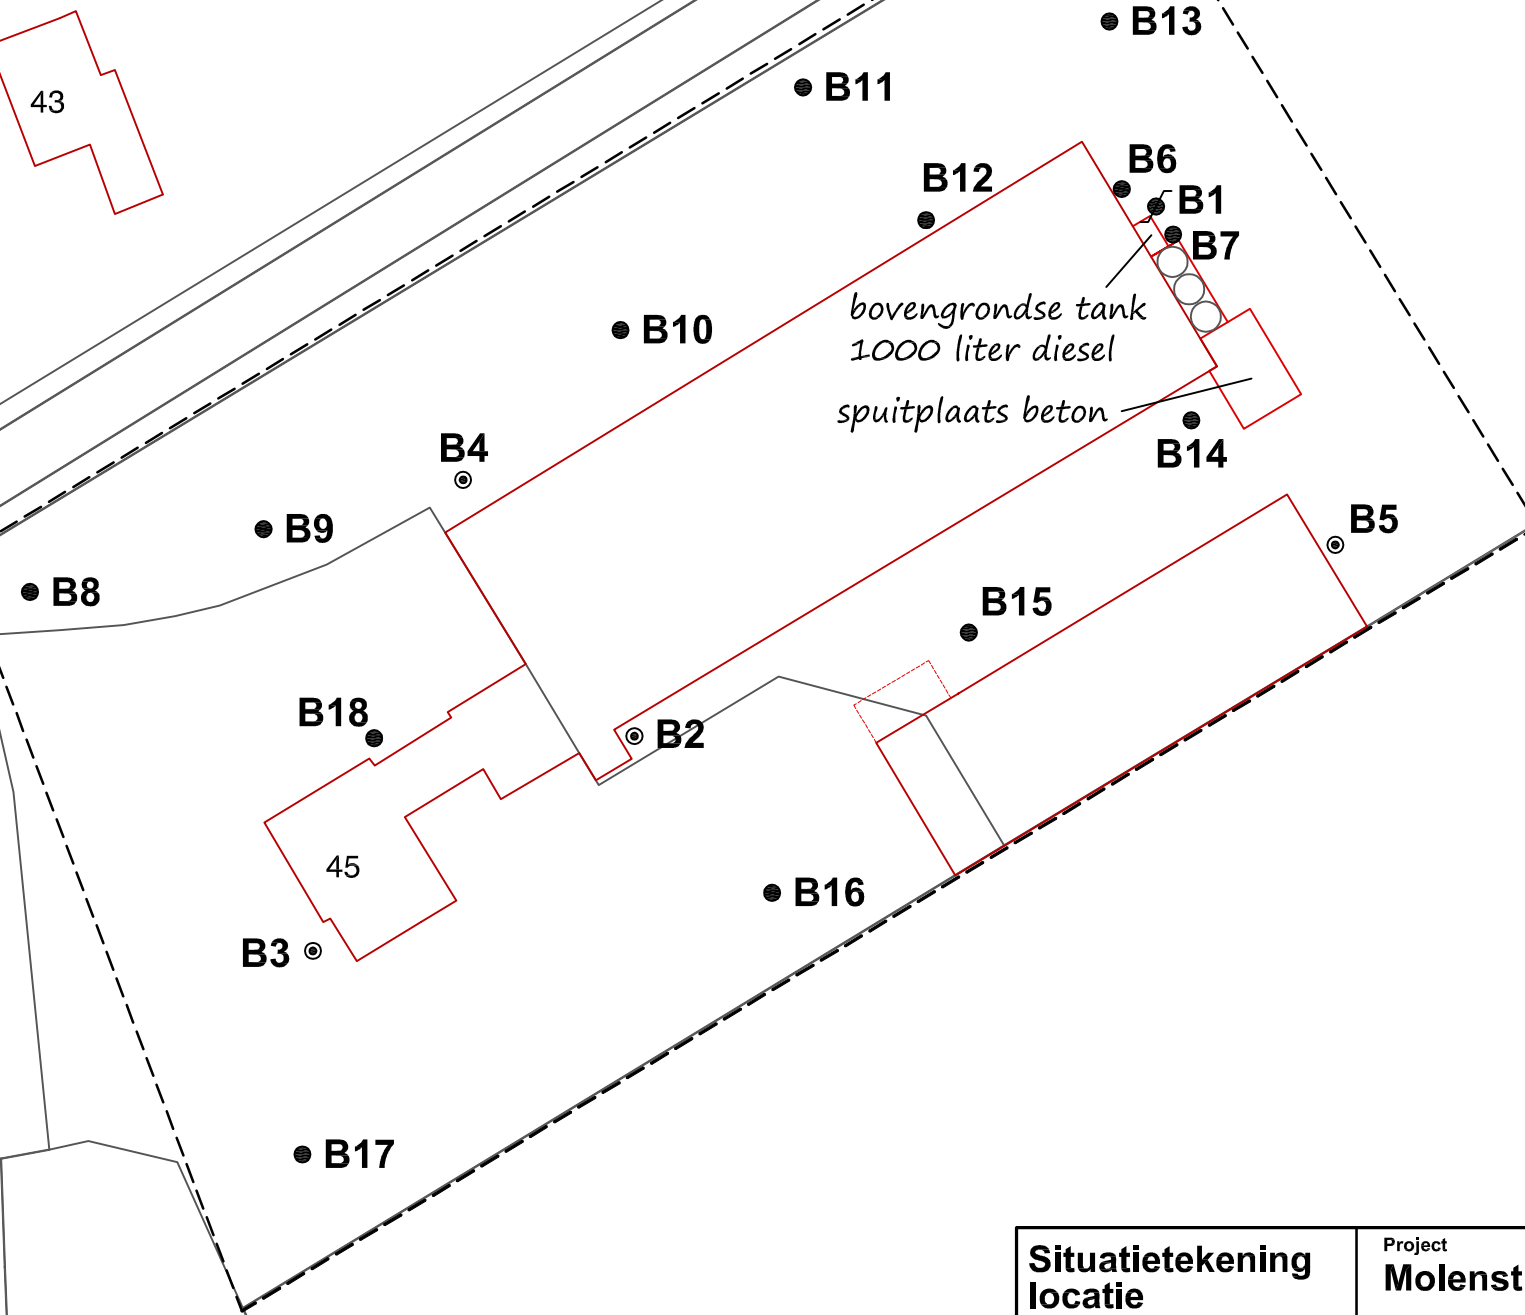 B13
43
B11
B6
B12
B1
B7
bovengrondse tank
1000 liter diesel
B10
spuitplaats beton
B4
B14
B9
B5
B8
B15
B18
B2
45
B16
B3
B17
Situatietekening
locatie
Project
Molenst